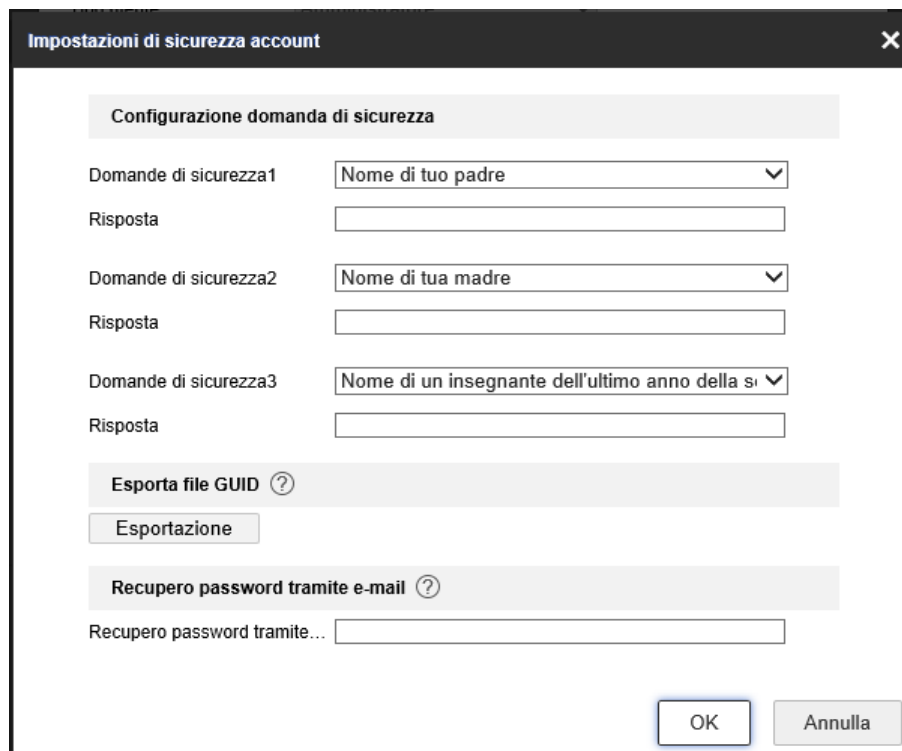 Impostazioni di sicurezza account
Configurazione domanda di sicurezza
Domande di sicurezza1 Nome di tuo padre
Risposta
Domande di sicurezza2 Nome di tua madre
Risposta
Domande di sicurezza3 Nome di un insegnante dell'ultimo anno della s
Risposta
Esporta file GUID ?
Esportazione
Recupero password tramite e-mail ?
Recupero password tramite...
OK Annulla